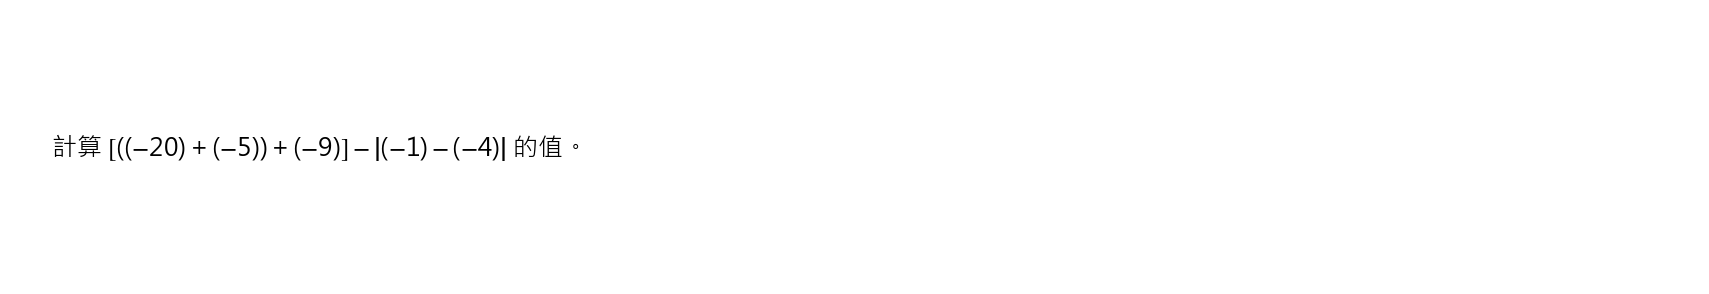 計算 [((−20) + (−5)) + (−9)] − |(−1) − (−4)| 的值。